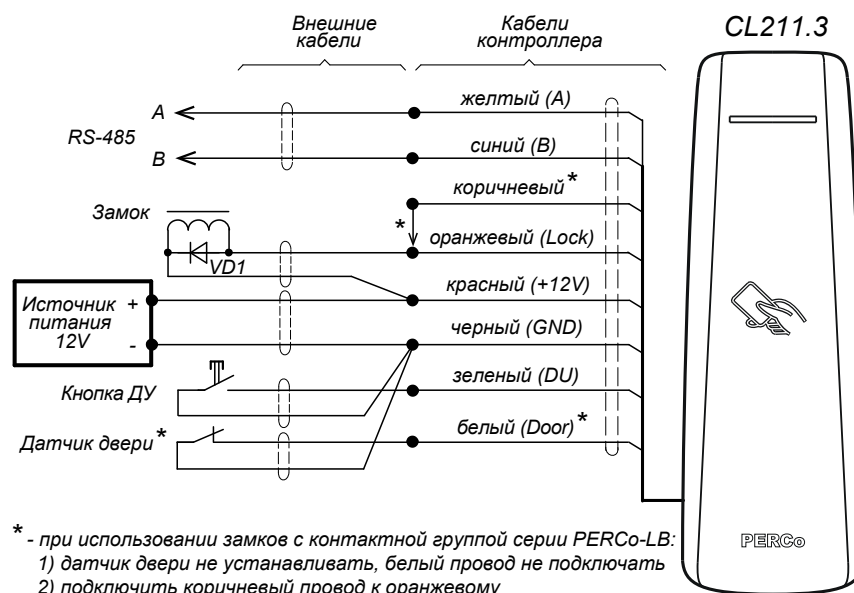 CL211.3
Внешние
кабели
Кабели
контроллера
A
желтый (A)
RS-485
B
синий (B)
коричневый*
Замок
*
оранжевый (Lock)
VD1
красный (+12V)
Источник
питания
12V
+
-
черный (GND)
зеленый (DU)
Кнопка ДУ
белый (Door)*
Датчик двери*
PERCo
* - при использовании замков с контактной группой серии PERCo-LB:
1) датчик двери не устанавливать, белый провод не подключать
2) подключить коричневый провод к оранжевому